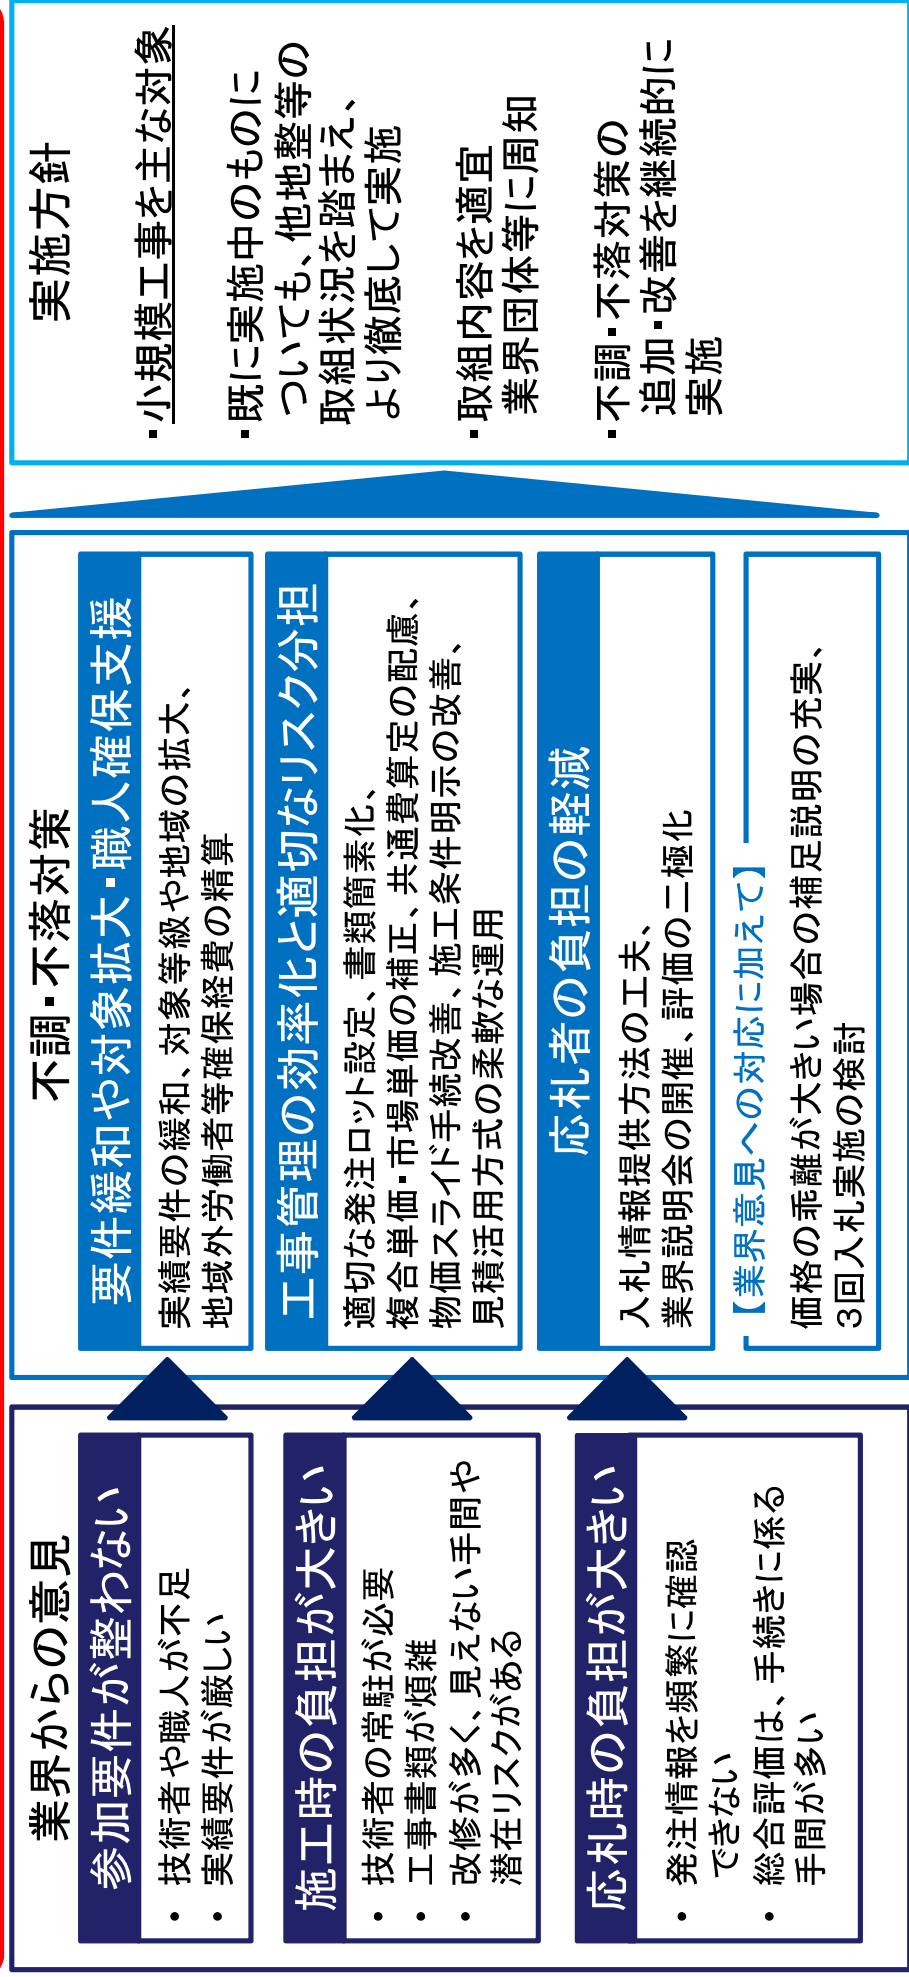 業界からの意見
参加要件が整わない
・ 技術者や職人が不足
・ 実績要件が厳しい
施工時の負担が大きい
・ 技術者の常駐が必要
・ 工事書類が煩雑
・ 改修が多く、見えない手間や
潜在リスクがある
応札時の負担が大きい
・ 発注情報を頻繁に確認
できない
・ 総合評価は、手続きに係る
手間が多い
不調・不落対策
要件緩和や対象拡大・職人確保支援
実績要件の緩和、対象等級や地域の拡大、
地域外労働者等確保経費の精算
工事管理の効率化と適切なリスク分担
適切な発注ロット設定、書類簡素化、
複合単価・市場単価の補正、共通費算定の配慮、
物価スライド手続改善、施工条件明示の改善、
見積活用方式の柔軟な運用
応札者の負担の軽減
入札情報提供方法の工夫、
業界説明会の開催、評価の二極化
【業界意見への対応に加えて】
価格の乖離が大きい場合の補足説明の充実、
3回入札実施の検討
実施方針
・小規模工事を主な対象
・既に実施中のものに
ついても、他地整等の
取組状況を踏まえ、
より徹底して実施
・取組内容を適宜
業界団体等に周知
・不調・不落対策の
追加・改善を継続的に
実施